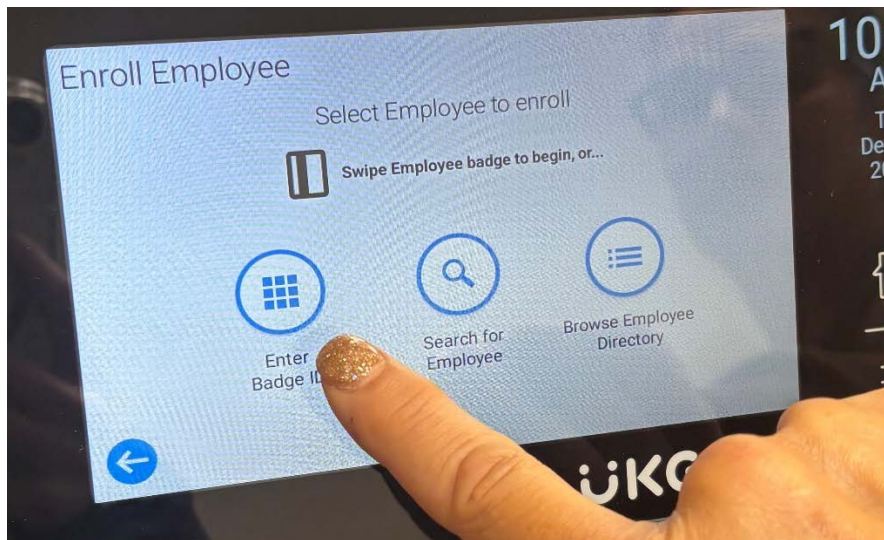 Enroll Employee
Select Employee to enroll
Swipe Employee badge to begin, or...
Enter
Badge
Search for
Employee
Browse Employee
Directory
10